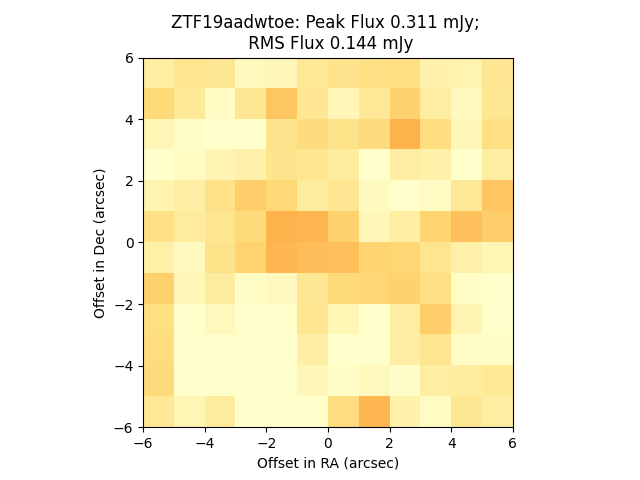 ZTF19aadwtoe: Peak Flux 0.311 mJy;
RMS Flux 0.144 mJy
6
4
2
0
−2
−4
−6
Offset in Dec (arcsec)
−6 −4 −2 0 2 4 6
Offset in RA (arcsec)